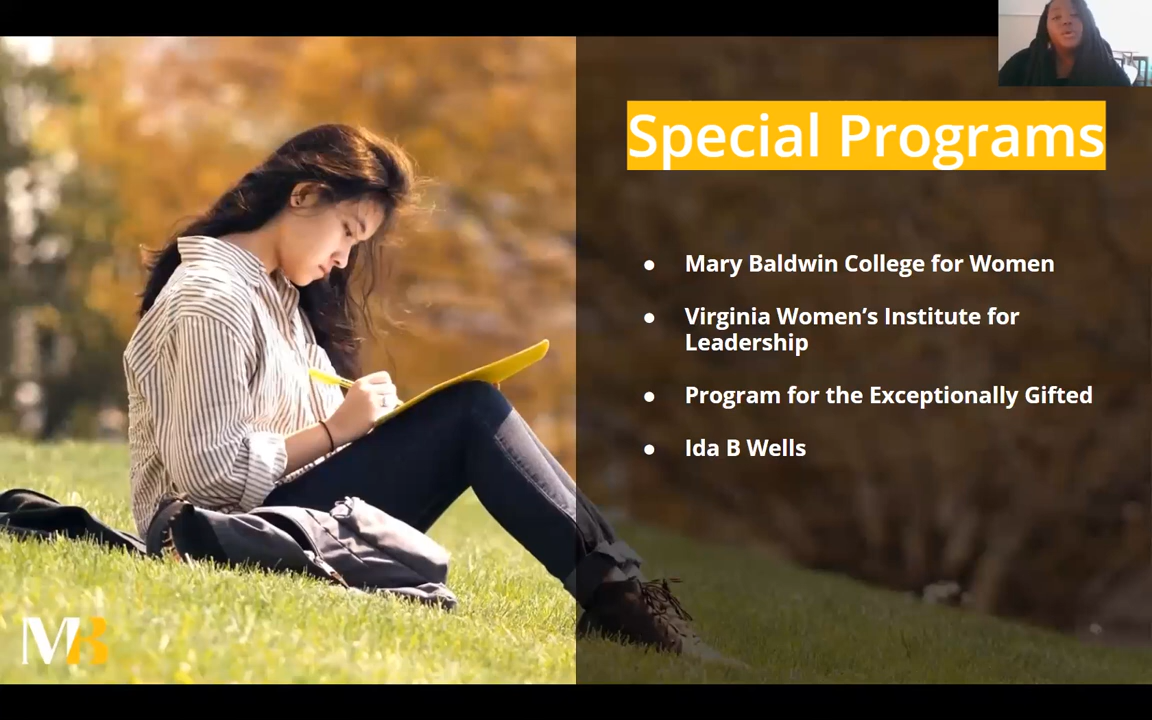 Special Programs
● Mary Baldwin College for Women
● Virginia Women’s Institute for
Leadership
● Program for the Exceptionally Gifted
● Ida B Wells
MB